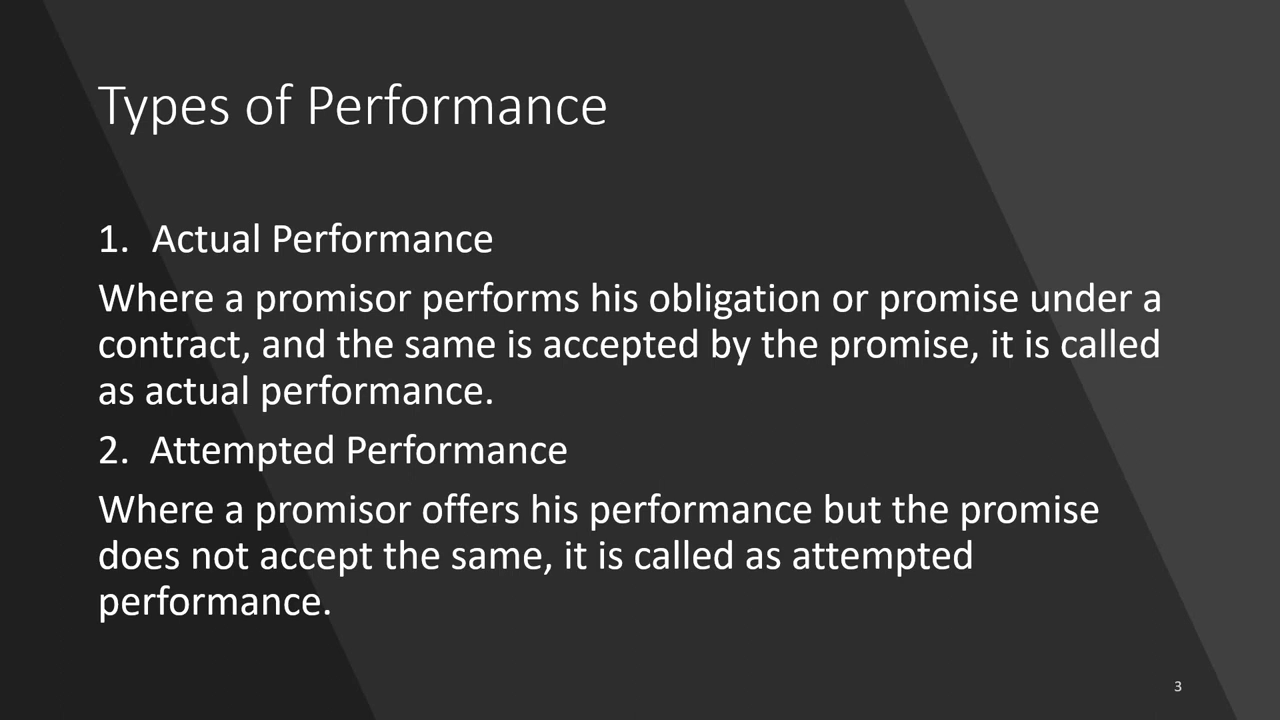 Types of Performance
1. Actual Performance
Where a promisor performs his obligation or promise under a
contract, and the same is accepted by the promise, it is called
as actual performance.
2. Attempted Performance
Where a promisor offers his performance but the promise
does not accept the same, it is called as attempted
performance.
3